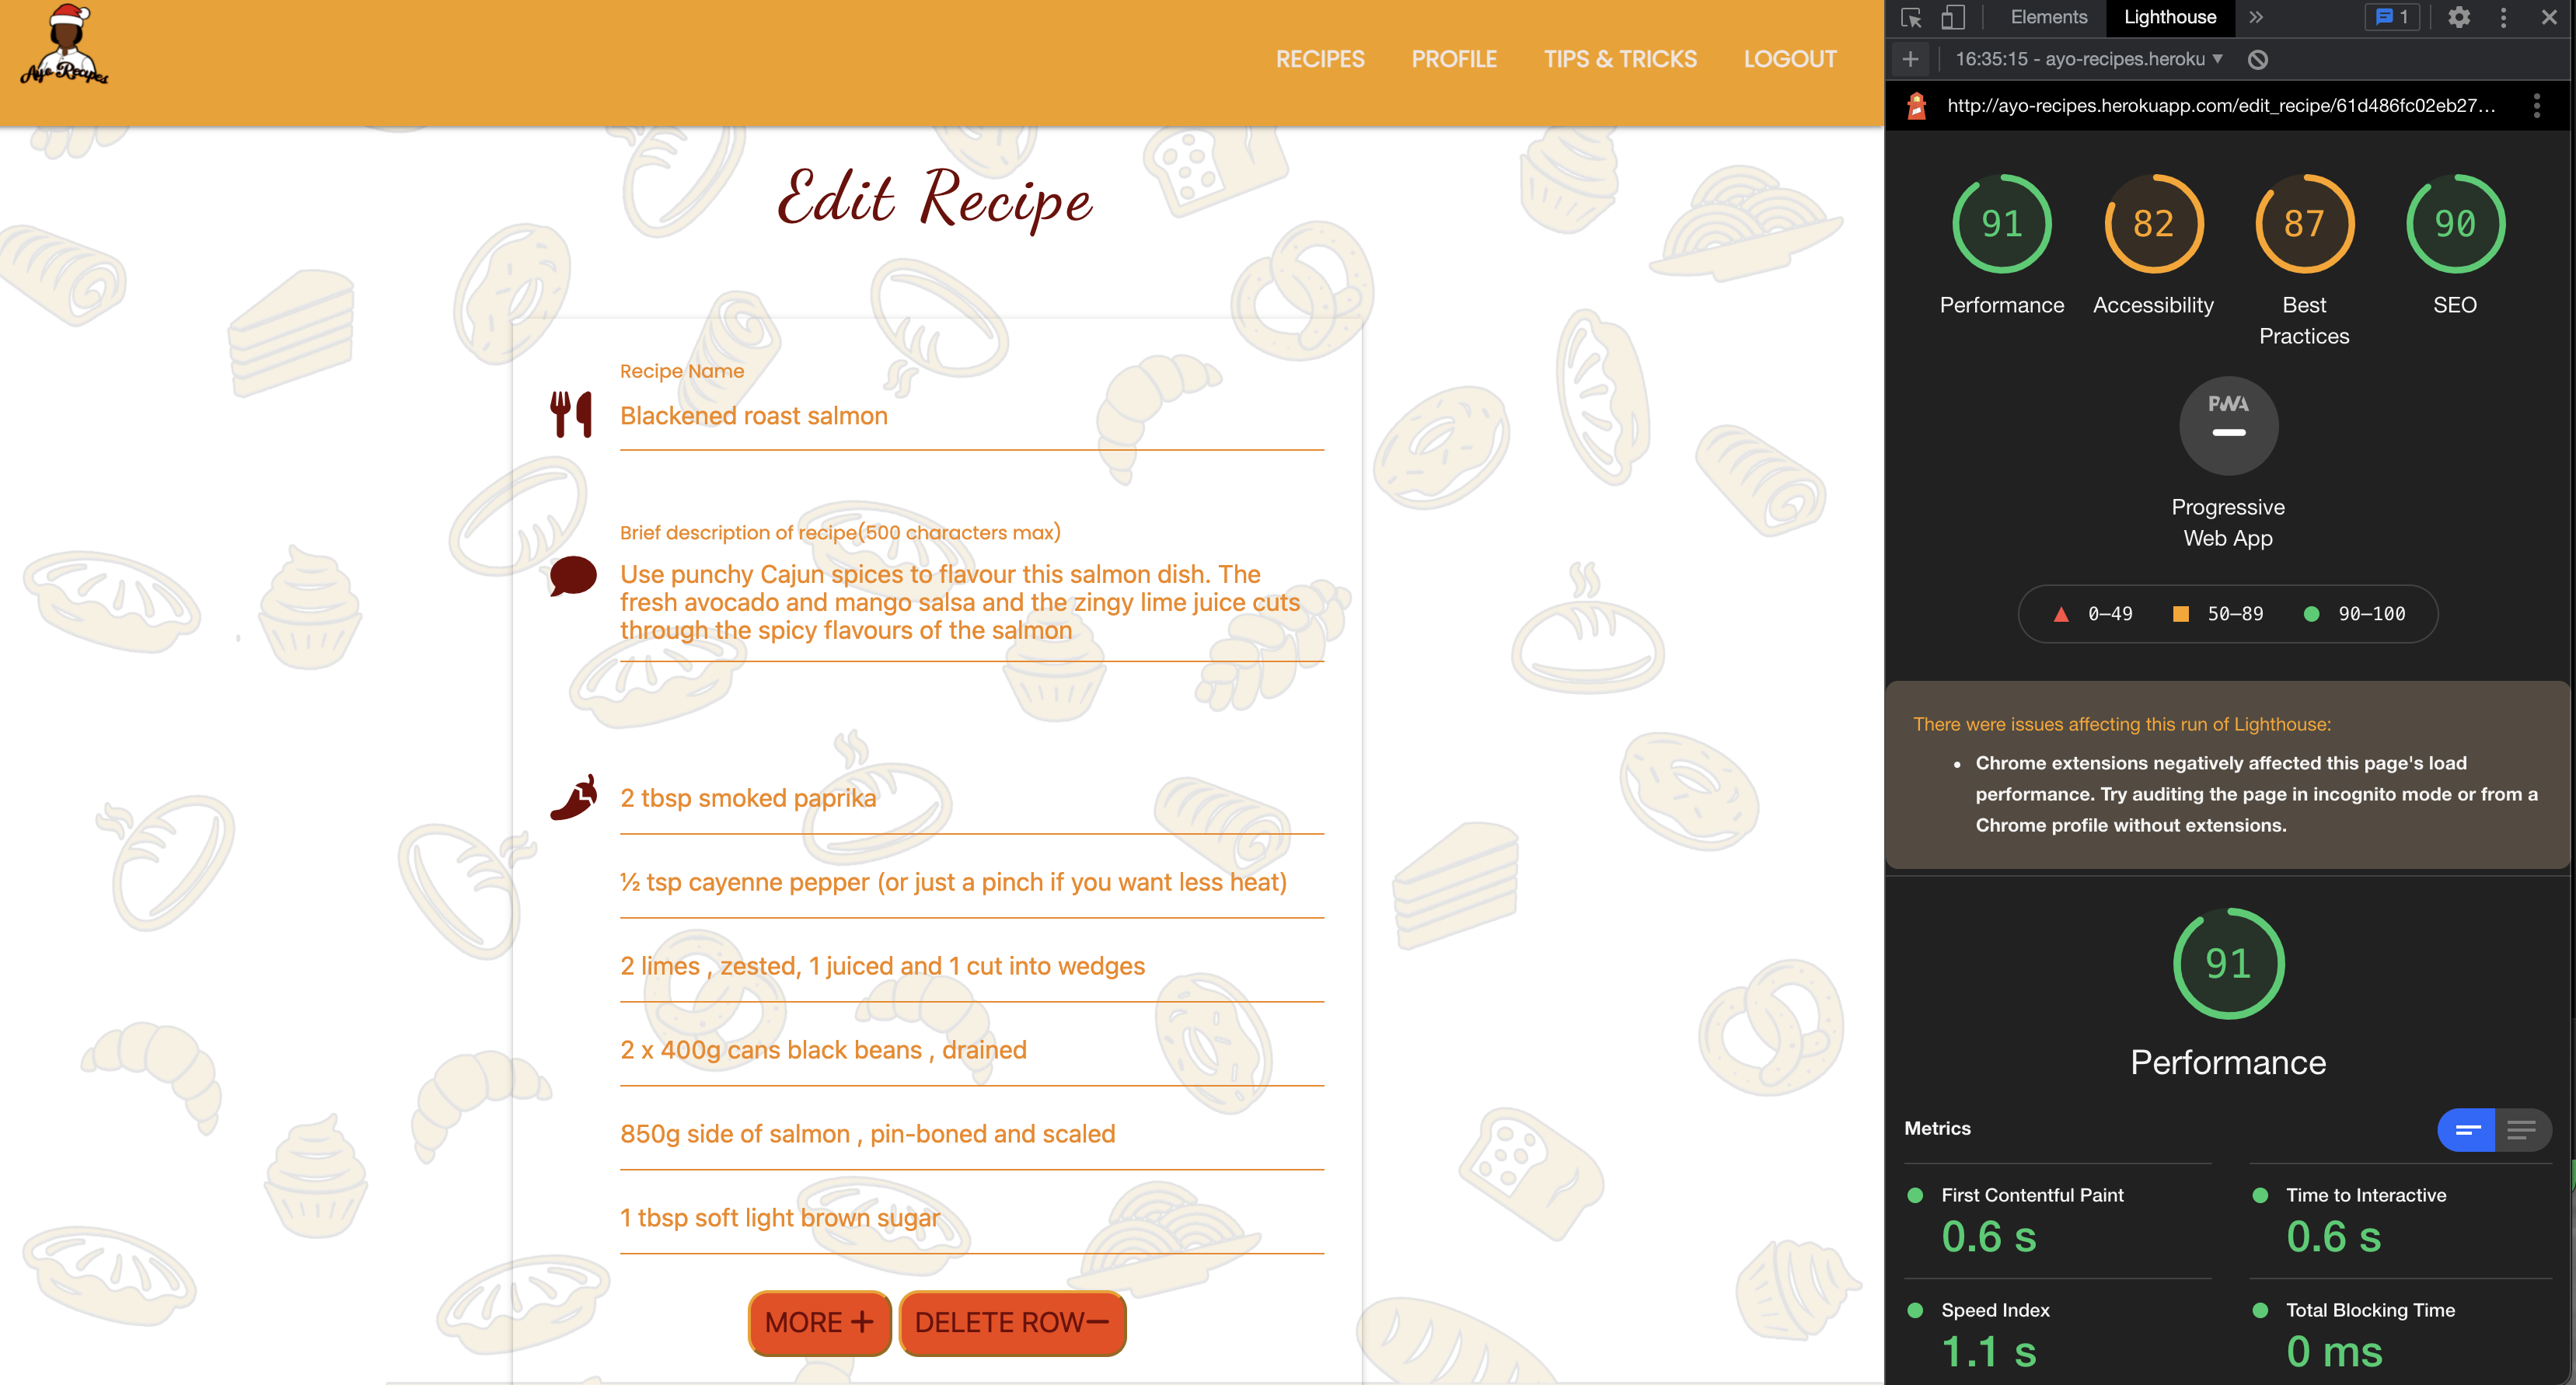 Ayo Recipes
RECIPES
PROFILE
TIPS & TRICKS
LOGOUT
Edit Recipe
Recipe Name
Blackened roast salmon
Brief description of recipe(500 characters max)
Use punchy Cajun spices to flavour this salmon dish. The
fresh avocado and mango salsa and the zingy lime juice cuts
through the spicy flavours of the salmon
2 tbsp smoked paprika
½ tsp cayenne pepper (or just a pinch if you want less heat)
2 limes , zested, 1 juiced and 1 cut into wedges
2 x 400g cans black beans , drained
850g side of salmon , pin-boned and scaled
1 tbsp soft light brown sugar
MORE +
DELETE ROW−
Elements
Lighthouse
1
16:35:15 - ayo-recipes.heroku
http://ayo-recipes.herokuapp.com/edit_recipe/61d486fc02eb27...
91
82
87
90
Performance
Accessibility
Best
Practices
SEO
PWA
Progressive
Web App
0–49
50–89
90–100
There were issues affecting this run of Lighthouse:
Chrome extensions negatively affected this page's load
performance. Try auditing the page in incognito mode or from a
Chrome profile without extensions.
91
Performance
Metrics
First Contentful Paint
0.6 s
Time to Interactive
0.6 s
Speed Index
1.1 s
Total Blocking Time
0 ms